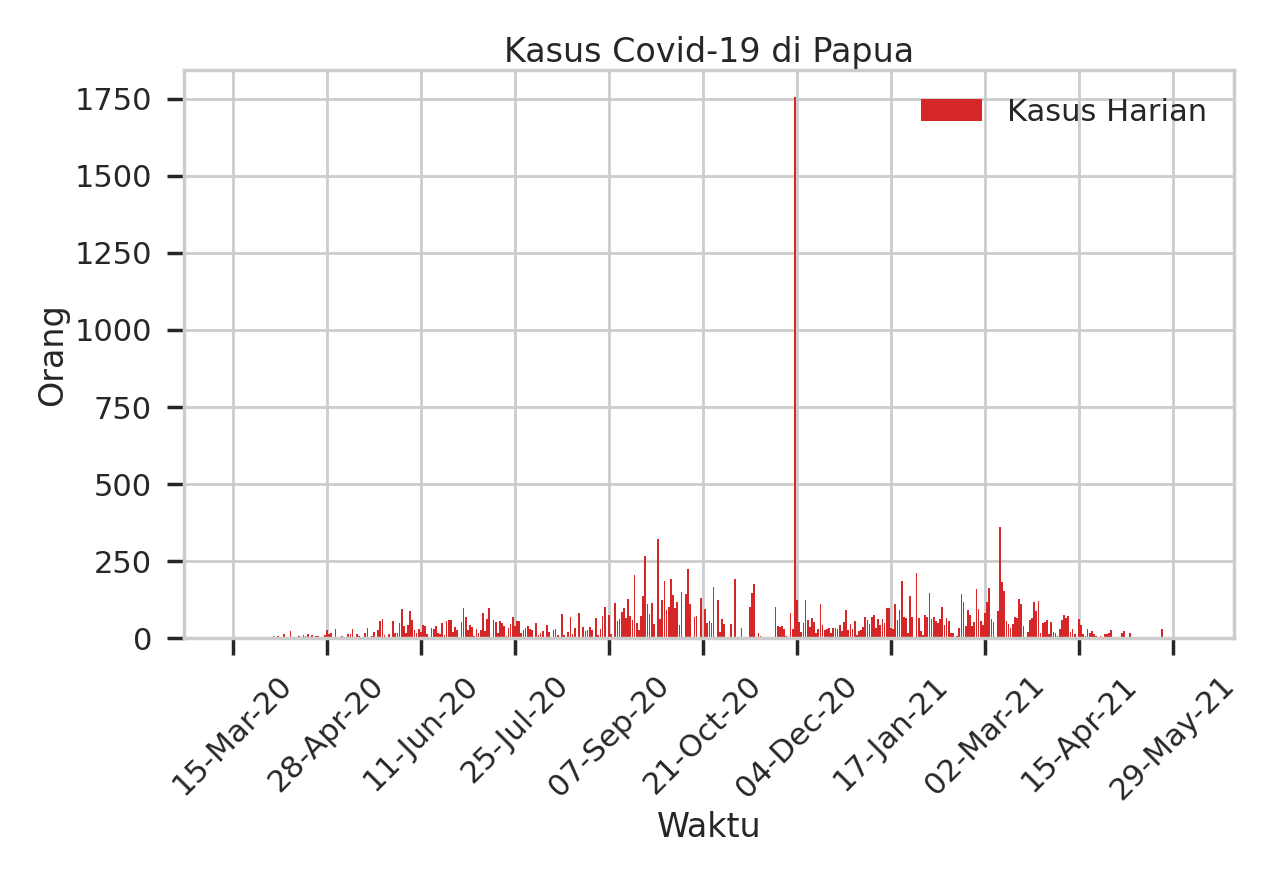 Kasus Covid-19 di Papua
Kasus Harian
Orang
1750
1500
1250
1000
750
500
250
0
15-Mar-20
28-Apr-20
11-Jun-20
25-Jul-20
07-Sep-20
21-Oct-20
04-Dec-20
17-Jan-21
02-Mar-21
15-Apr-21
29-May-21
Waktu